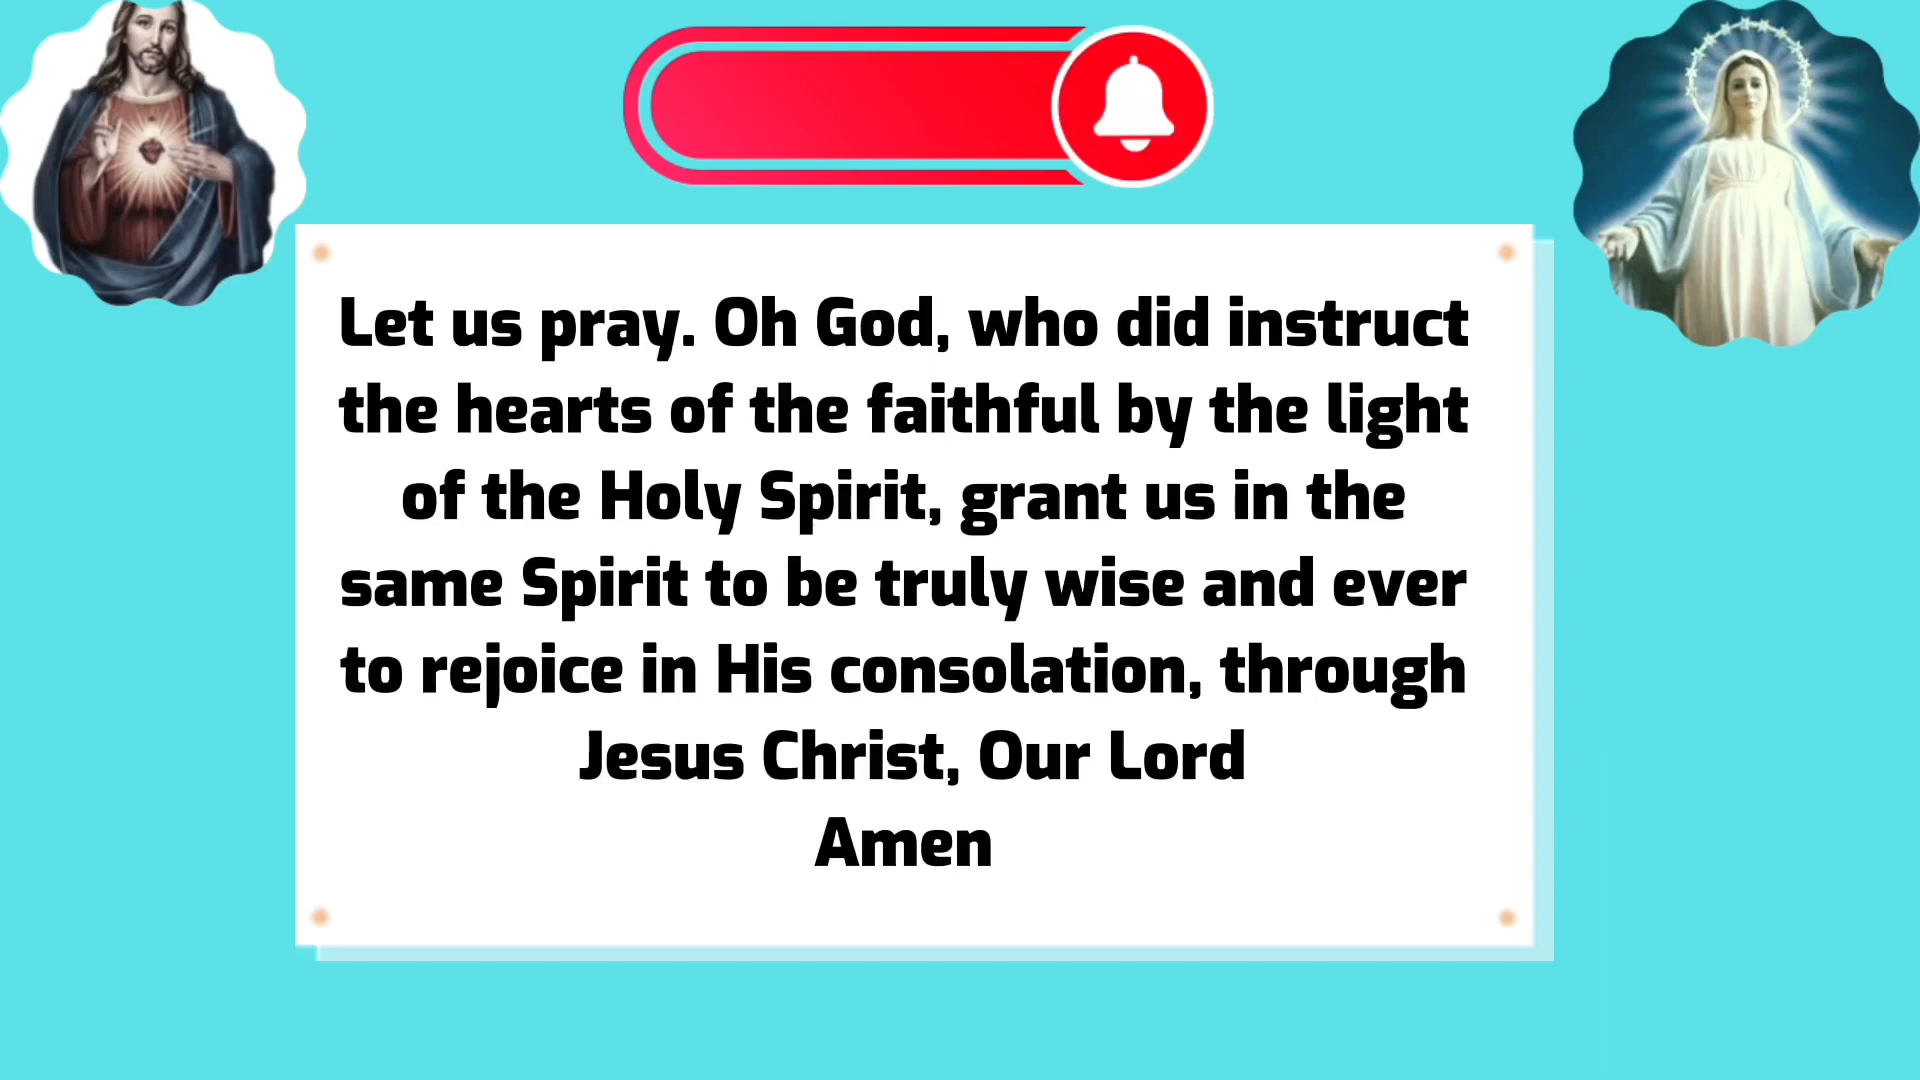 Let us pray. Oh God, who did instruct
the hearts of the faithful by the light
of the Holy Spirit, grant us in the
same Spirit to be truly wise and ever
to rejoice in His consolation, through
Jesus Christ, Our Lord
Amen